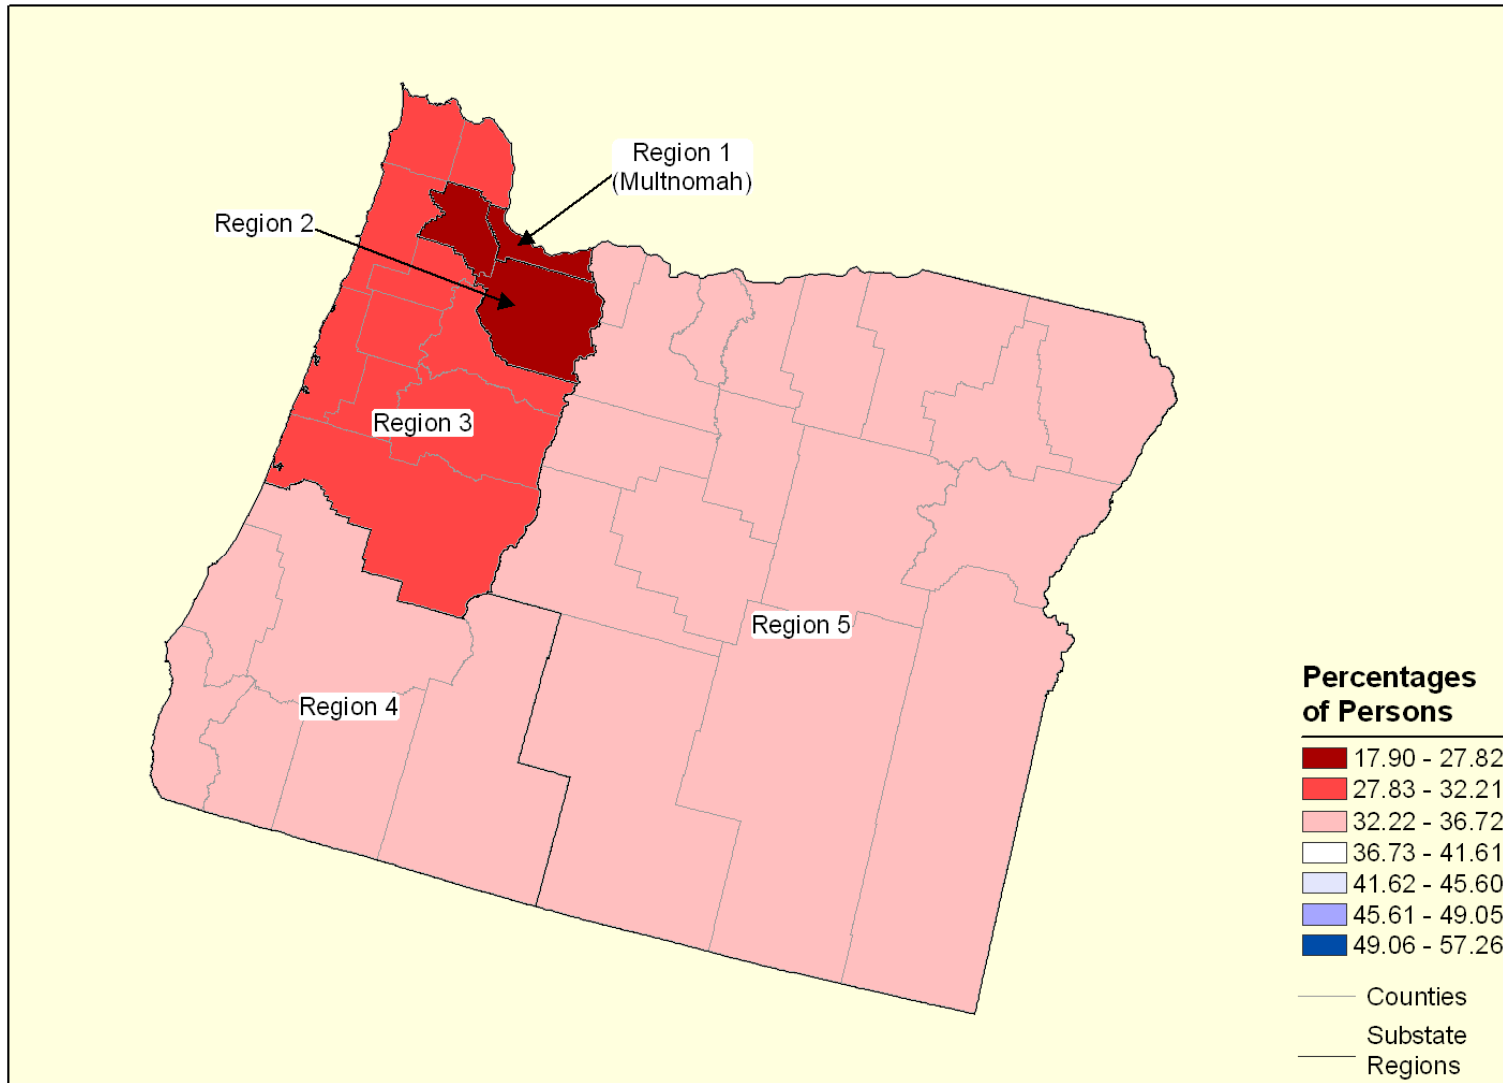 Region 1
(Multnomah)
Region 2
Region 3
Region 5
Region 4
Percentages
of Persons
17.90 - 27.82
27.83 - 32.21
32.22 - 36.72
36.73 - 41.61
41.62 - 45.60
45.61 - 49.05
49.06 - 57.26
Counties
Substate
Regions